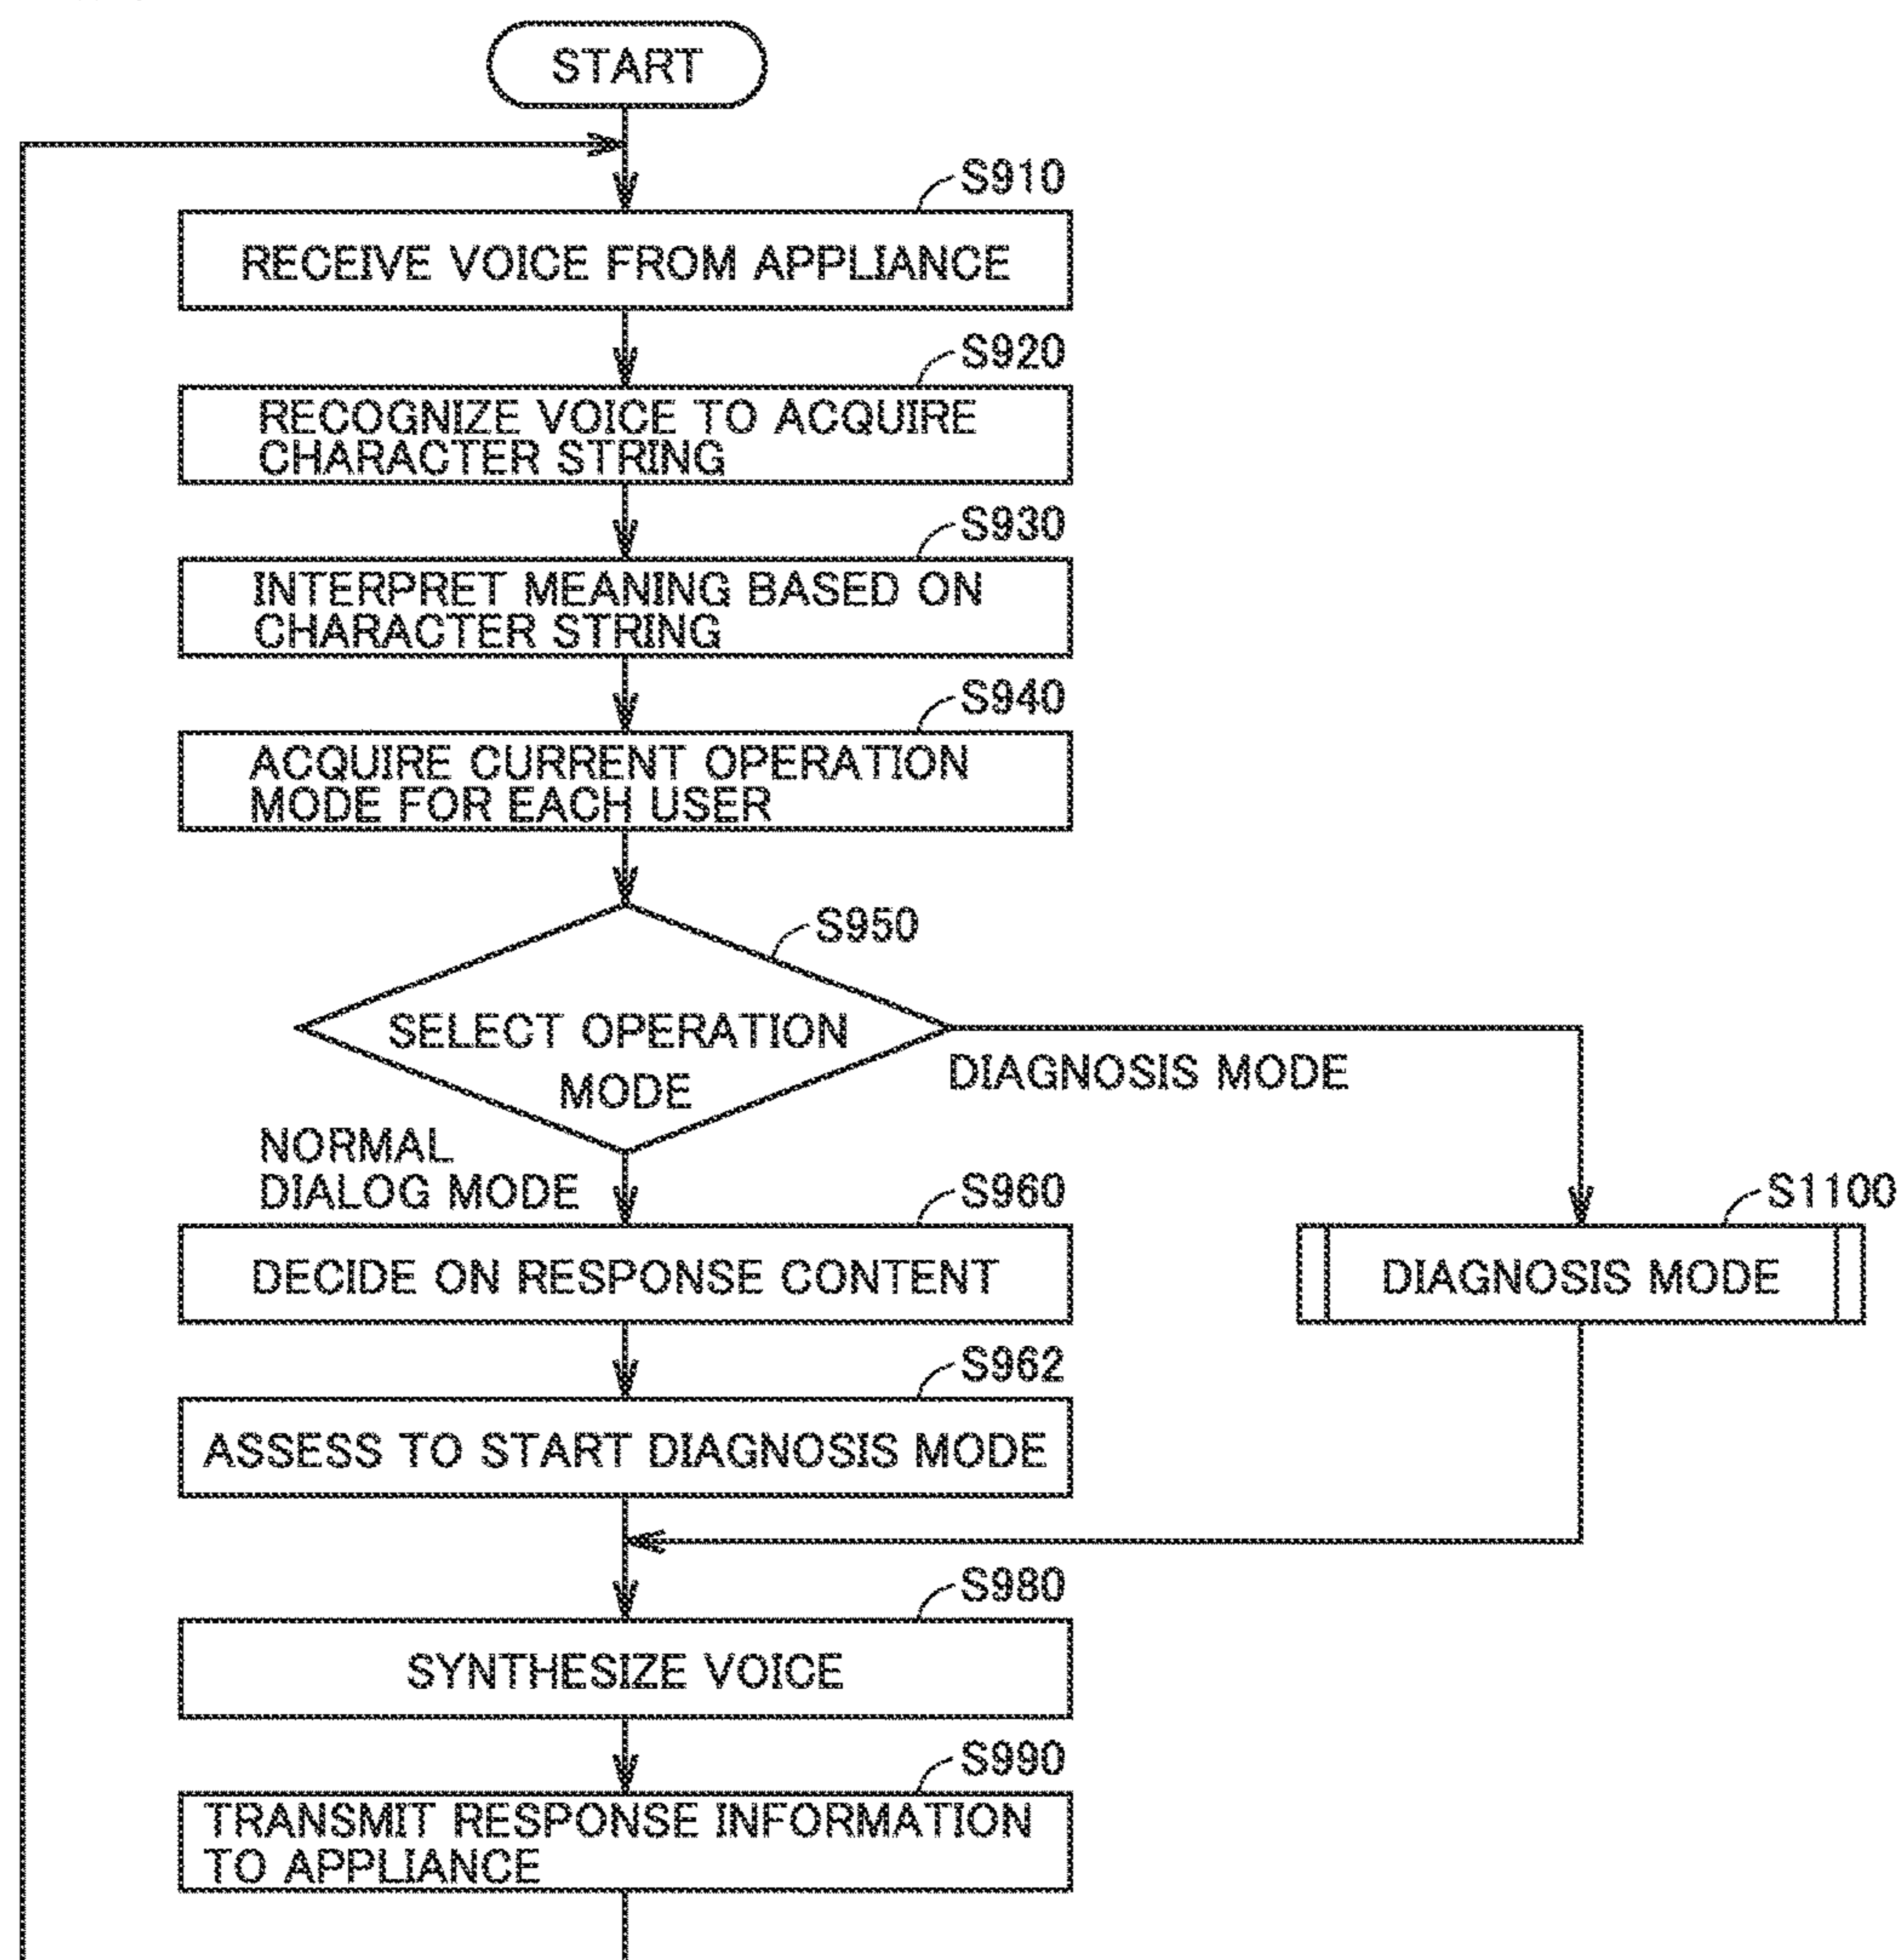 START
S910
RECEIVE VOICE FROM APPLIANCE
S920
RECOGNIZE VOICE TO ACQUIRE
CHARACTER STRING
S930
INTERPRET MEANING BASED ON
CHARACTER STRING
S940
ACQUIRE CURRENT OPERATION
MODE FOR EACH USER
S950
SELECT OPERATION
MODE
DIAGNOSIS MODE
NORMAL
DIALOG MODE
S960
DECIDE ON RESPONSE CONTENT
S1100
DIAGNOSIS MODE
S962
ASSESS TO START DIAGNOSIS MODE
S980
SYNTHESIZE VOICE
S990
TRANSMIT RESPONSE INFORMATION
TO APPLIANCE